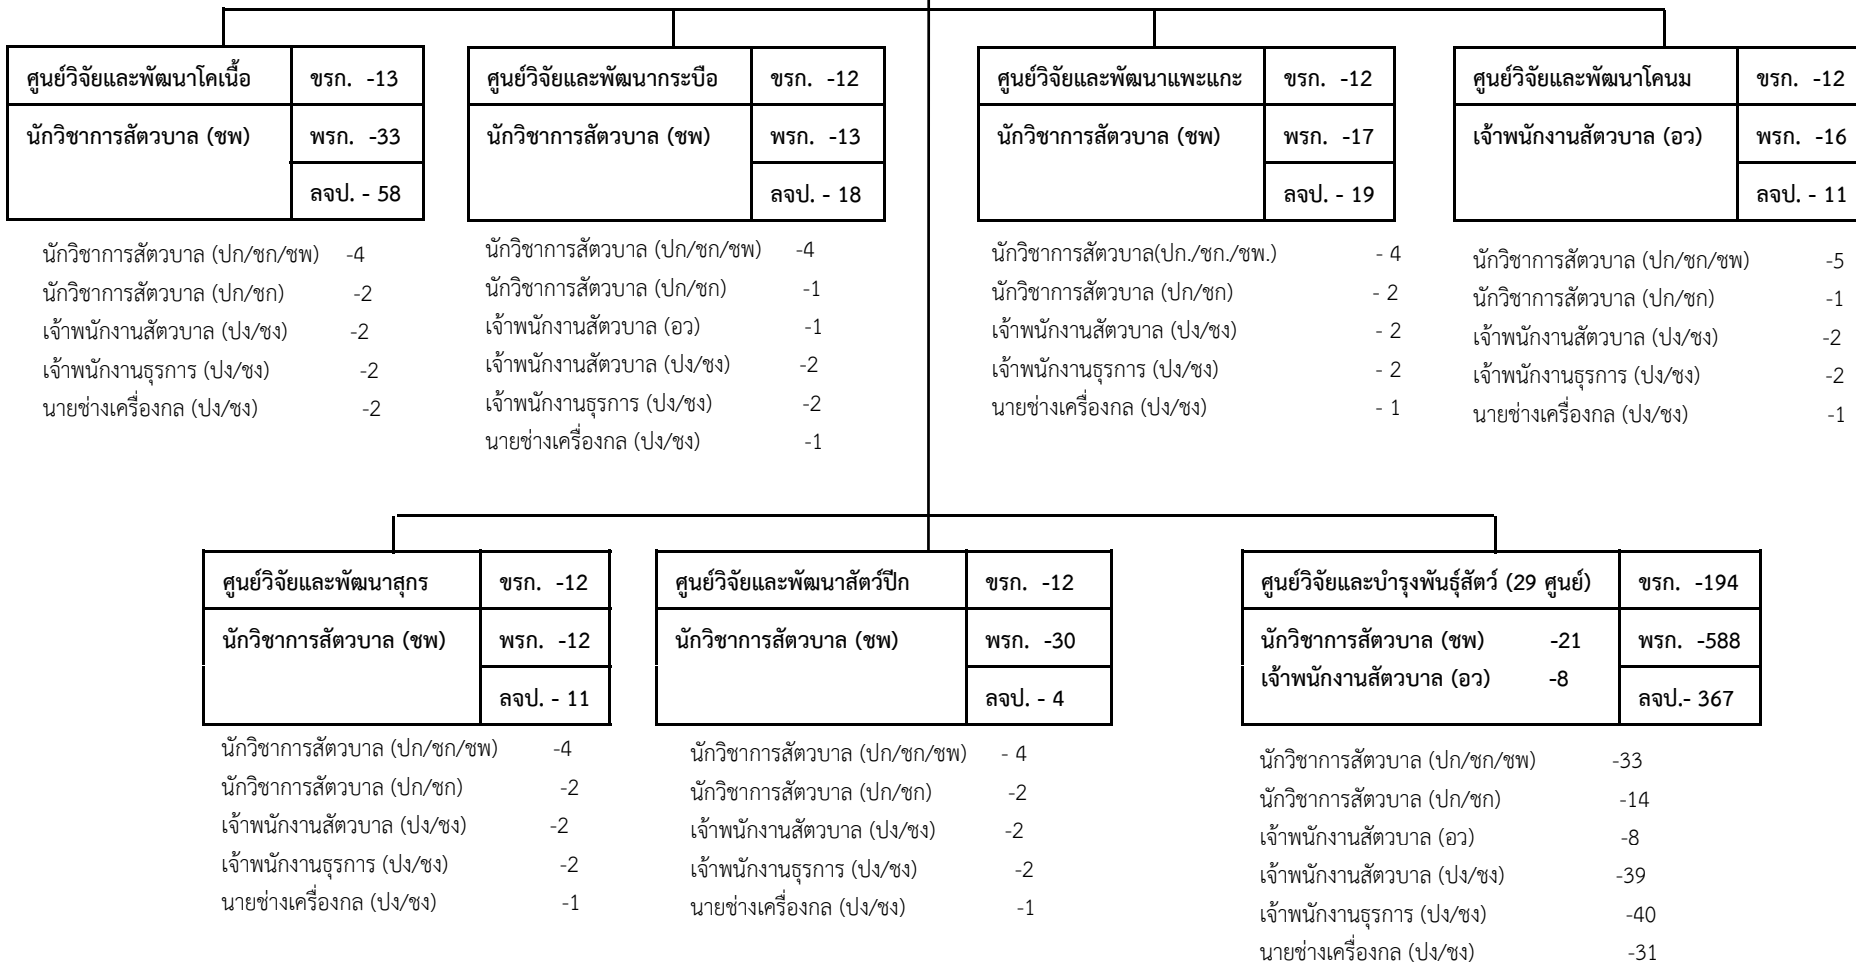 ศูนย์วิจัยและพัฒนาโคเนื้อ ขรก. -13
นักวิชาการสัตวบาล (ชพ) พรก. -33
ลจป. - 58
นักวิชาการสัตวบาล (ปก/ชก/ชพ) -4
นักวิชาการสัตวบาล (ปก/ชก) -2
เจ้าพนักงานสัตวบาล (ปง/ชง) -2
เจ้าพนักงานธุรการ (ปง/ชง) -2
นายช่างเครื่องกล (ปง/ชง) -2
ศูนย์วิจัยและพัฒนากระบือ ขรก. -12
นักวิชาการสัตวบาล (ชพ) พรก. -13
ลจป. - 18
นักวิชาการสัตวบาล (ปก/ชก/ชพ) -4
นักวิชาการสัตวบาล (ปก/ชก) -1
เจ้าพนักงานสัตวบาล (อว) -1
เจ้าพนักงานสัตวบาล (ปง/ชง) -2
เจ้าพนักงานธุรการ (ปง/ชง) -2
นายช่างเครื่องกล (ปง/ชง) -1
ศูนย์วิจัยและพัฒนาแพะแกะ ขรก. -12
นักวิชาการสัตวบาล (ชพ) พรก. -17
ลจป. - 19
นักวิชาการสัตวบาล(ปก./ชก./ชพ.) - 4
นักวิชาการสัตวบาล (ปก/ชก) - 2
เจ้าพนักงานสัตวบาล (ปง/ชง) - 2
เจ้าพนักงานธุรการ (ปง/ชง) - 2
นายช่างเครื่องกล (ปง/ชง) - 1
ศูนย์วิจัยและพัฒนาโคนม ขรก. -12
เจ้าพนักงานสัตวบาล (อว) พรก. -16
ลจป. - 11
นักวิชาการสัตวบาล (ปก/ชก/ชพ) -5
นักวิชาการสัตวบาล (ปก/ชก) -1
เจ้าพนักงานสัตวบาล (ปง/ชง) -2
เจ้าพนักงานธุรการ (ปง/ชง) -2
นายช่างเครื่องกล (ปง/ชง) -1
ศูนย์วิจัยและพัฒนาสุกร ขรก. -12
นักวิชาการสัตวบาล (ชพ) พรก. -12
ลจป. - 11
นักวิชาการสัตวบาล (ปก/ชก/ชพ) -4
นักวิชาการสัตวบาล (ปก/ชก) -2
เจ้าพนักงานสัตวบาล (ปง/ชง) -2
เจ้าพนักงานธุรการ (ปง/ชง) -2
นายช่างเครื่องกล (ปง/ชง) -1
ศูนย์วิจัยและพัฒนาสัตว์ปีก ขรก. -12
นักวิชาการสัตวบาล (ชพ) พรก. -30
ลจป. - 4
นักวิชาการสัตวบาล (ปก/ชก/ชพ) - 4
นักวิชาการสัตวบาล (ปก/ชก) -2
เจ้าพนักงานสัตวบาล (ปง/ชง) -2
เจ้าพนักงานธุรการ (ปง/ชง) -2
นายช่างเครื่องกล (ปง/ชง) -1
ศูนย์วิจัยและบำรุงพันธุ์สัตว์ (29 ศูนย์) ขรก. -194
นักวิชาการสัตวบาล (ชพ) -21 พรก. -588
เจ้าพนักงานสัตวบาล (อว) -8
ลจป.- 367
นักวิชาการสัตวบาล (ปก/ชก/ชพ) -33
นักวิชาการสัตวบาล (ปก/ชก) -14
เจ้าพนักงานสัตวบาล (อว) -8
เจ้าพนักงานสัตวบาล (ปง/ชง) -39
เจ้าพนักงานธุรการ (ปง/ชง) -40
นายช่างเครื่องกล (ปง/ชง) -31